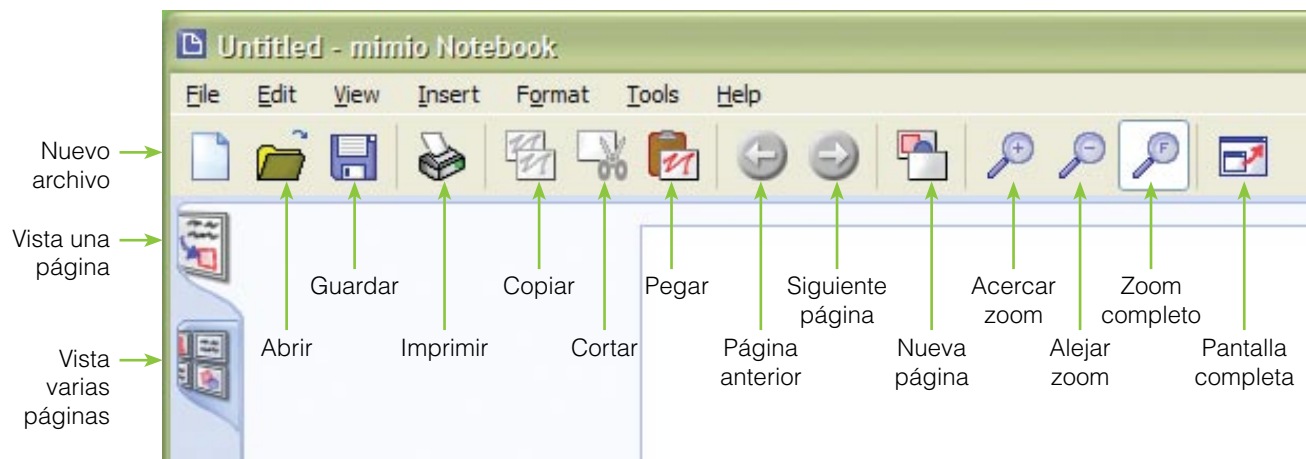 Untitled - mimio Notebook
File Edit View Insert Format Tools Help
Nuevo
archivo
F
Vista una
página
Guardar
Copiar
Pegar
Siguiente
página
Acercar
zoom
Zoom
completo
Vista
varias
páginas
Abrir
Imprimir
Cortar
Página
anterior
Nueva
página
Alejar
zoom
Pantalla
completa